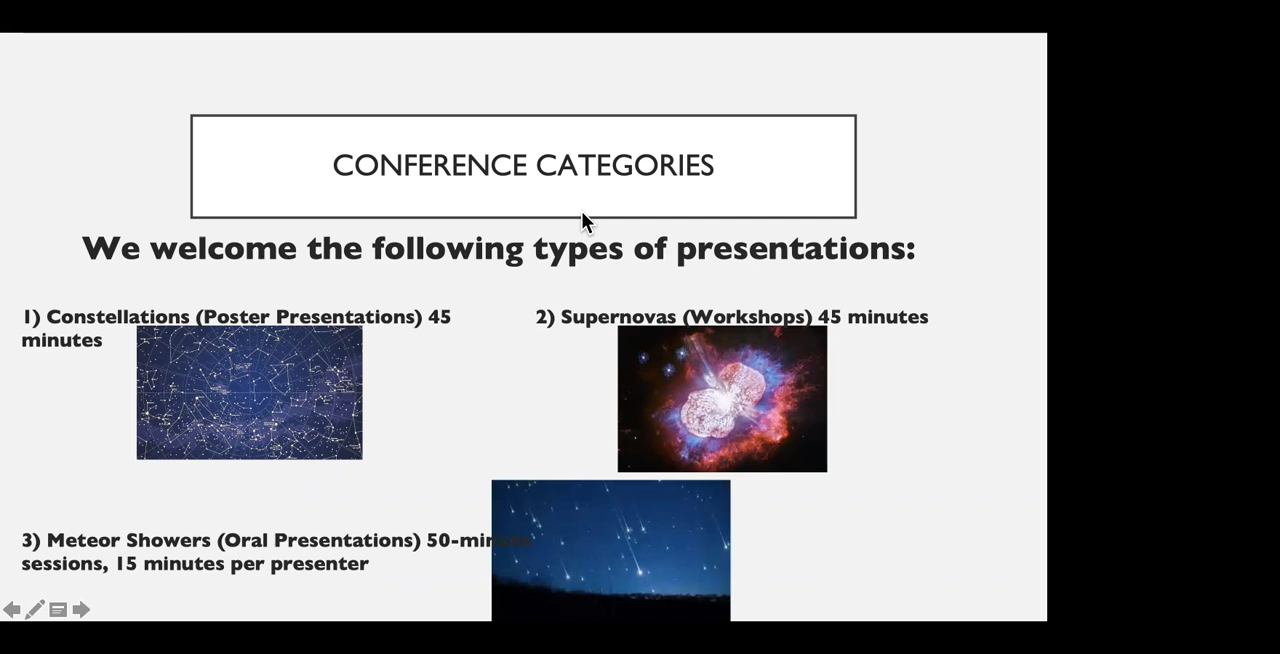 CONFERENCE CATEGORIES
We welcome the following types of presentations:
1) Constellations (Poster Presentations) 45
minutes
2) Supernovas (Workshops) 45 minutes
3) Meteor Showers (Oral Presentations) 50-minute
sessions, 15 minutes per presenter